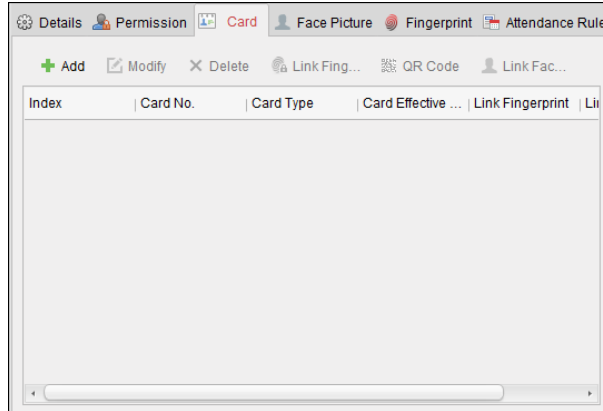 Details Permission Card Face Picture Fingerprint Attendance Rule
Add Modify Delete Link Fing... QR Code Link Fac...
Index Card No. Card Type Card Effective ... Link Fingerprint Li